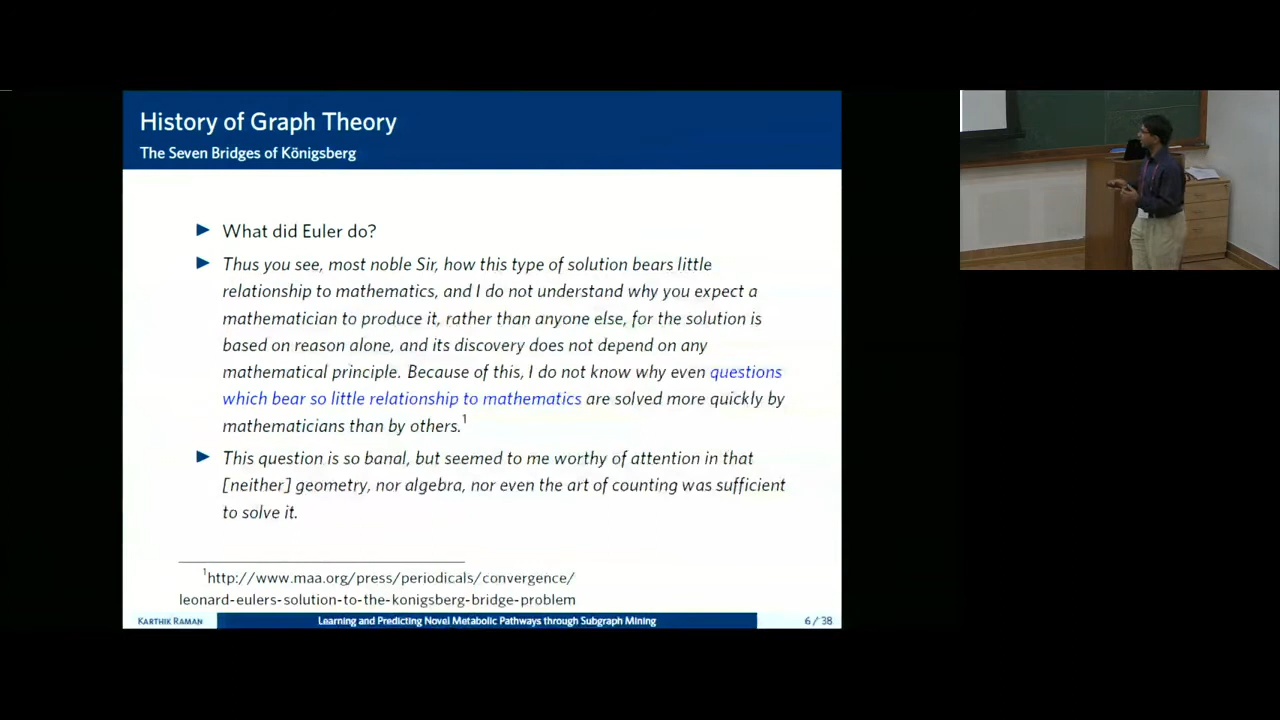 History of Graph Theory
The Seven Bridges of Königsberg
What did Euler do?
Thus you see, most noble Sir, how this type of solution bears little
relationship to mathematics, and I do not understand why you expect a
mathematician to produce it, rather than anyone else, for the solution is
based on reason alone, and its discovery does not depend on any
mathematical principle. Because of this, I do not know why even questions
which bear so little relationship to mathematics are solved more quickly by
mathematicians than by others.1
This question is so banal, but seemed to me worthy of attention in that
[neither] geometry, nor algebra, nor even the art of counting was sufficient
to solve it.
1http://www.maa.org/press/periodicals/convergence/
leonard-eulers-solution-to-the-konigsberg-bridge-problem
KARTHIK RAMAN Learning and Predicting Novel Metabolic Pathways through Subgraph Mining 6 / 38